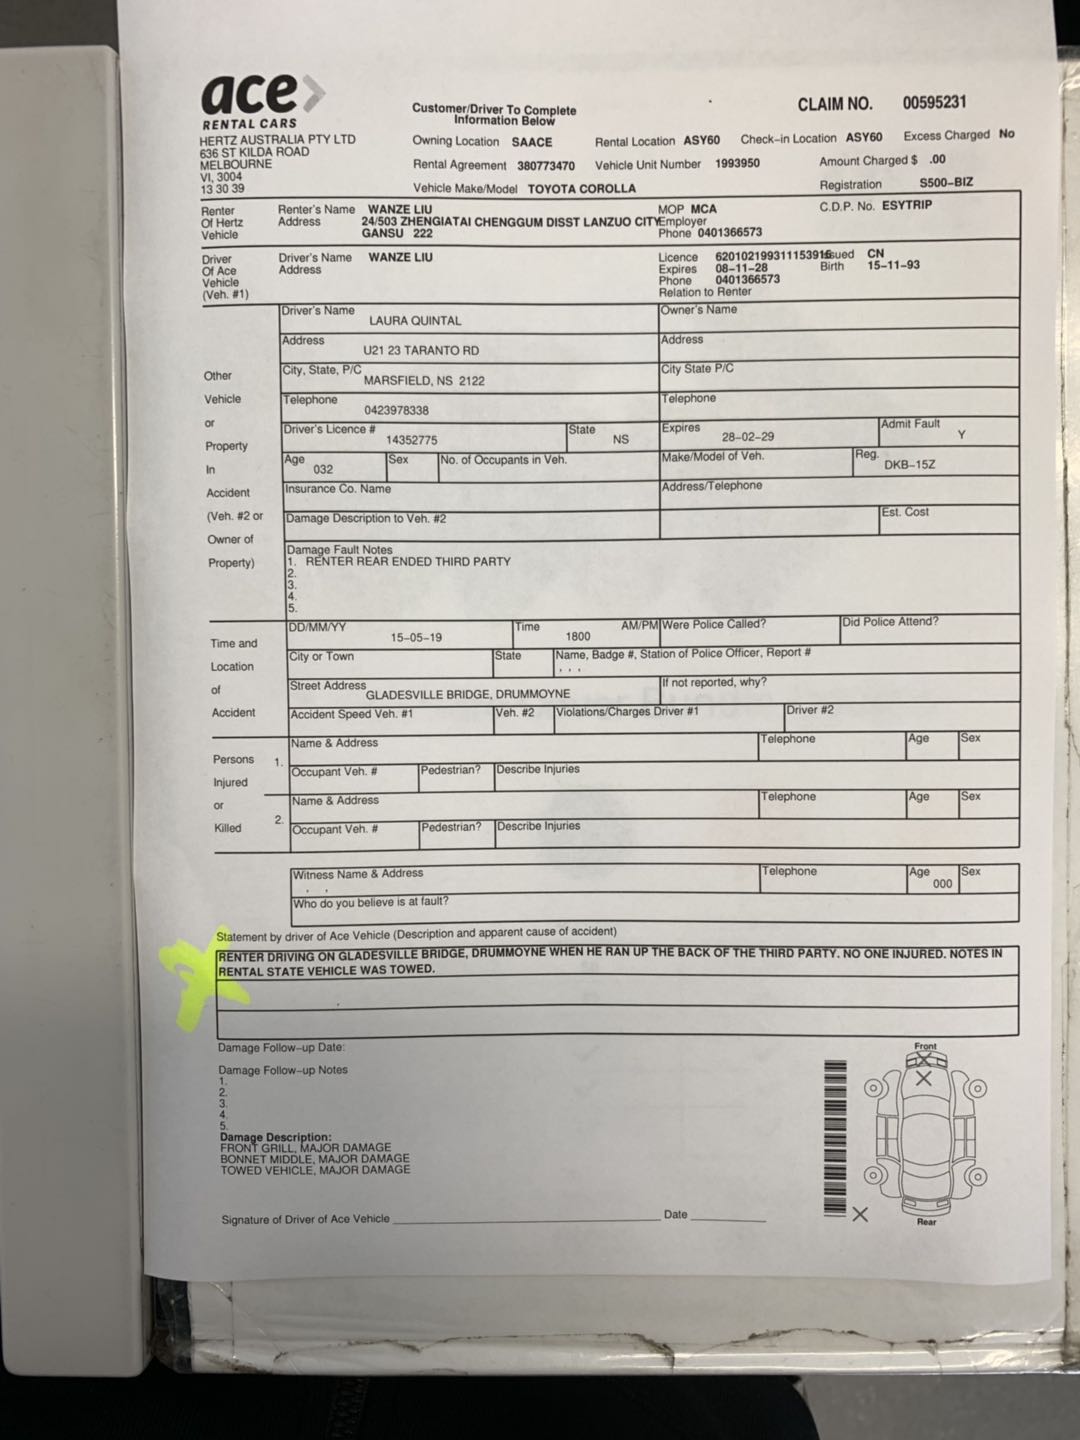 ace
RENTAL CARS
HERTZ AUSTRALIA PTY LTD
636 ST KILDA ROAD
MELBOURNE
VI, 3004
13 30 39
Customer/Driver To Complete
Information Below
CLAIM NO. 00595231
Owning Location SAACE Rental Location ASY60 Check-in Location ASY60 Excess Charged No
Rental Agreement 380773470 Vehicle Unit Number 1993950 Amount Charged $ .00
Vehicle Make/Model TOYOTA COROLLA Registration S500-BIZ
Renter Of Hertz Vehicle
Renter's Name WANZE LIU MOP MCA C.D.P. No. ESYTRIP
Address 24/503 ZHENGIATAI CHENGGUM DISST LANZUO CITY Employer
GANSU 222 Phone 0401366573
Driver Of Ace Vehicle (Veh. #1)
Driver's Name WANZE LIU Licence 620102199311153915 Issued CN
Address Expires 08-11-28 Birth 15-11-93
Phone 0401366573
Relation to Renter
Other Vehicle or Property In Accident (Veh. #2 or Owner of Property)
Driver's Name LAURA QUINTAL Owner's Name
Address U21 23 TARANTO RD Address
City, State, P/C MARSFIELD, NS 2122 City State P/C
Telephone 0423978338 Telephone
Driver's Licence # 14352775 State NS Expires 28-02-29 Admit Fault Y
Age 032 Sex No. of Occupants in Veh. Make/Model of Veh. Reg. DKB-15Z
Insurance Co. Name Address/Telephone
Damage Description to Veh. #2 Est. Cost
Damage Fault Notes
1. RENTER REAR ENDED THIRD PARTY
2.
3.
4.
5.
Time and Location of Accident
DD/MM/YY 15-05-19 Time 1800 AM/PM Were Police Called? Did Police Attend?
City or Town State Name, Badge #, Station of Police Officer, Report #
, , ,
Street Address GLADESVILLE BRIDGE, DRUMMOYNE If not reported, why?
Accident Speed Veh. #1 Veh. #2 Violations/Charges Driver #1 Driver #2
Persons Injured or Killed
1. Name & Address Telephone Age Sex
Occupant Veh. # Pedestrian? Describe Injuries
2. Name & Address Telephone Age Sex
Occupant Veh. # Pedestrian? Describe Injuries
Witness Name & Address Telephone Age 000 Sex
, ,
Who do you believe is at fault?
Statement by driver of Ace Vehicle (Description and apparent cause of accident)
RENTER DRIVING ON GLADESVILLE BRIDGE, DRUMMOYNE WHEN HE RAN UP THE BACK OF THE THIRD PARTY. NO ONE INJURED. NOTES IN
RENTAL STATE VEHICLE WAS TOWED.
Damage Follow-up Date:
Damage Follow-up Notes
1.
2.
3.
4.
5.
Damage Description:
FRONT GRILL, MAJOR DAMAGE
BONNET MIDDLE, MAJOR DAMAGE
TOWED VEHICLE, MAJOR DAMAGE
Front
Rear
Signature of Driver of Ace Vehicle Date